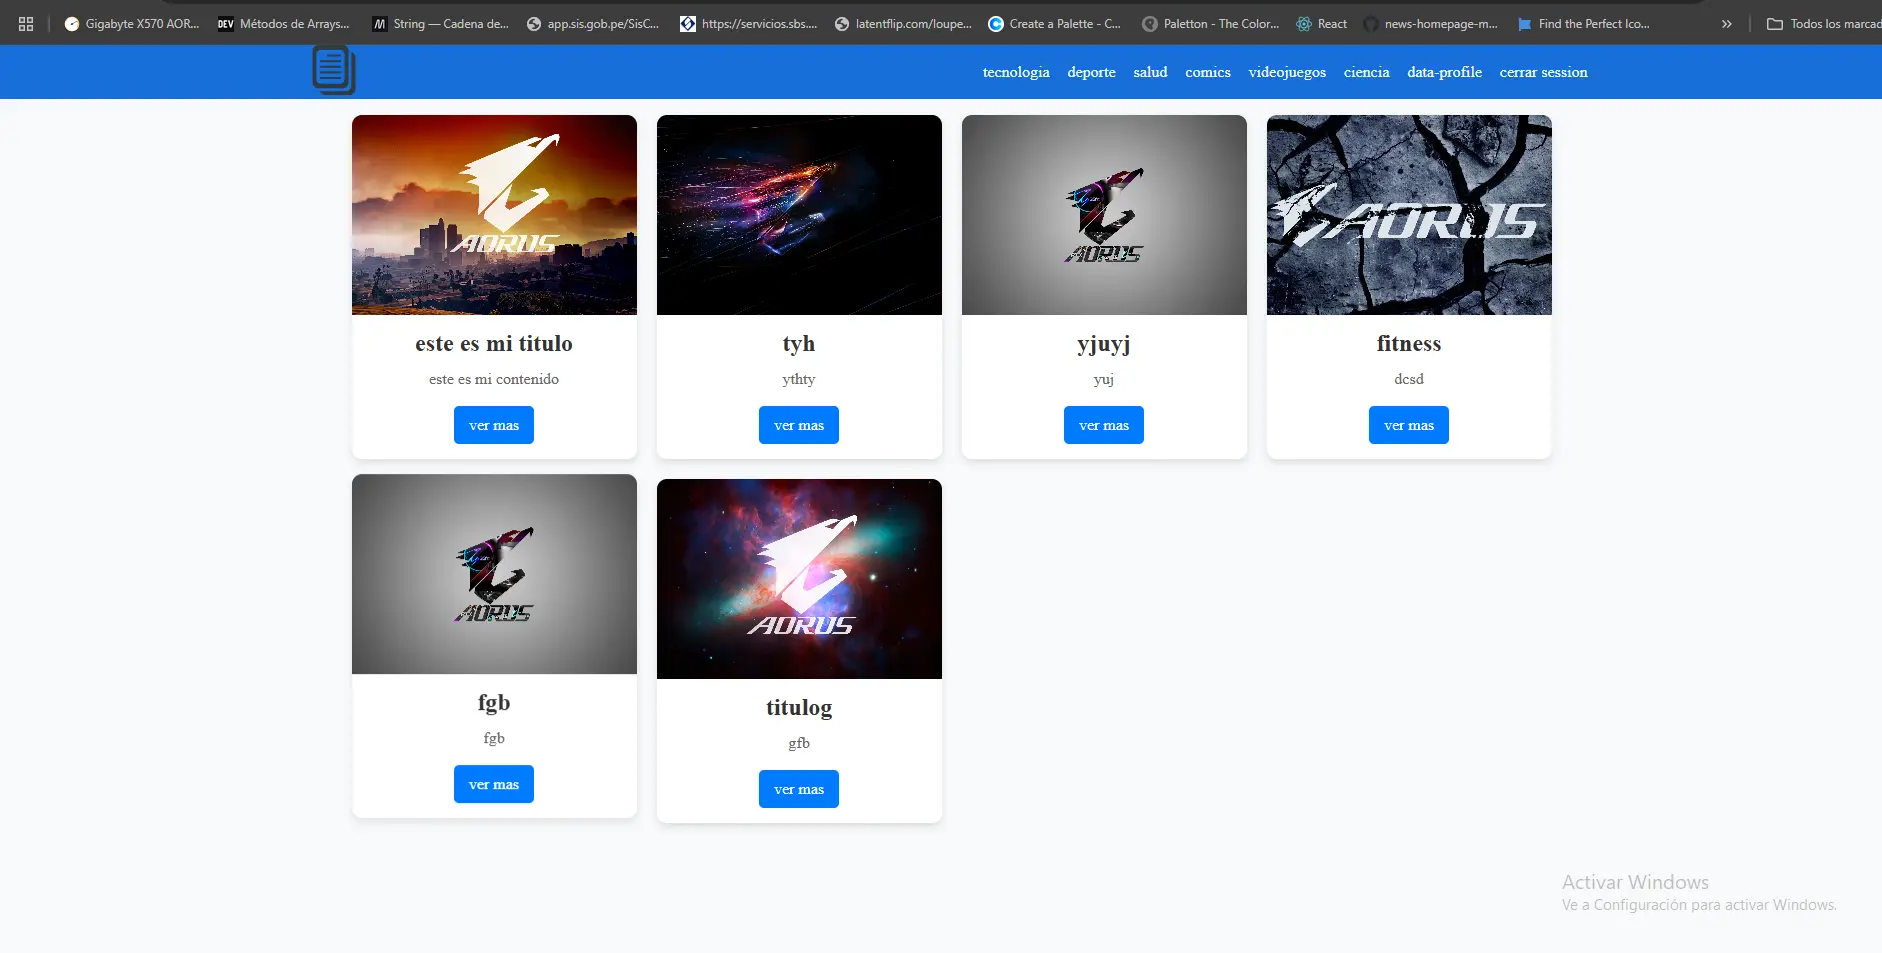 Gigabyte X570 AOR... DEV Métodos de Arrays... String — Cadena de... app.sis.gob.pe/SisC... https://servicios.sbs.... latentflip.com/loupe... Create a Palette - C... Paletton - The Color... React news-homepage-m... Find the Perfect Ico... » Todos los marcad
tecnologia deporte salud comics videojuegos ciencia data-profile cerrar session
AORUS
AORUS
AORUS
este es mi titulo tyh yjuyj fitness
este es mi contenido ythty yuj dcsd
ver mas ver mas ver mas ver mas
AORUS
AORUS
fgb titulog
fgb gfb
ver mas ver mas
Activar Windows
Ve a Configuración para activar Windows.